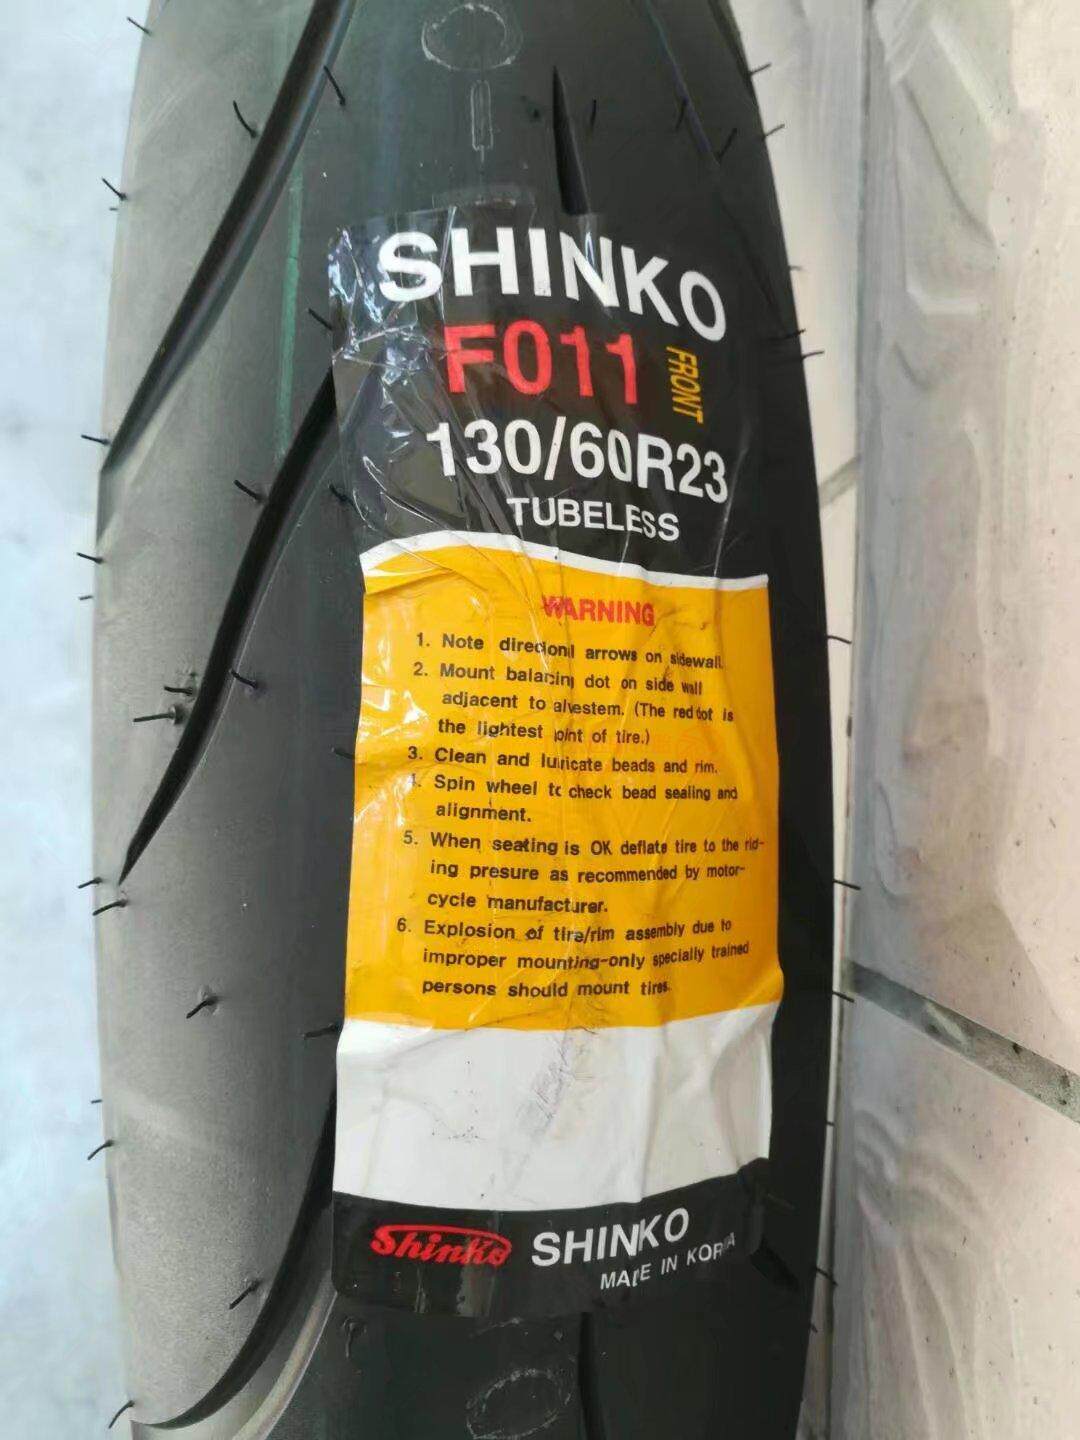 SHINKO
F011 FRONT
130/60R23
TUBELESS
WARNING
1. Note direcionl arrows on sidewall.
2. Mount balacing dot on side wall
adjacent to alvestem. (The red dot is
the lightest point of tire.)
3. Clean and luricate beads and rim.
4. Spin wheel to check bead sealing and
alignment.
5. When seating is OK deflate tire to the rid-
ing presure as recommended by motor-
cycle manufacturer.
6. Explosion of tire/rim assembly due to
improper mounting-only specially trained
persons should mount tires.
Shinko SHINKO
MADE IN KOREA